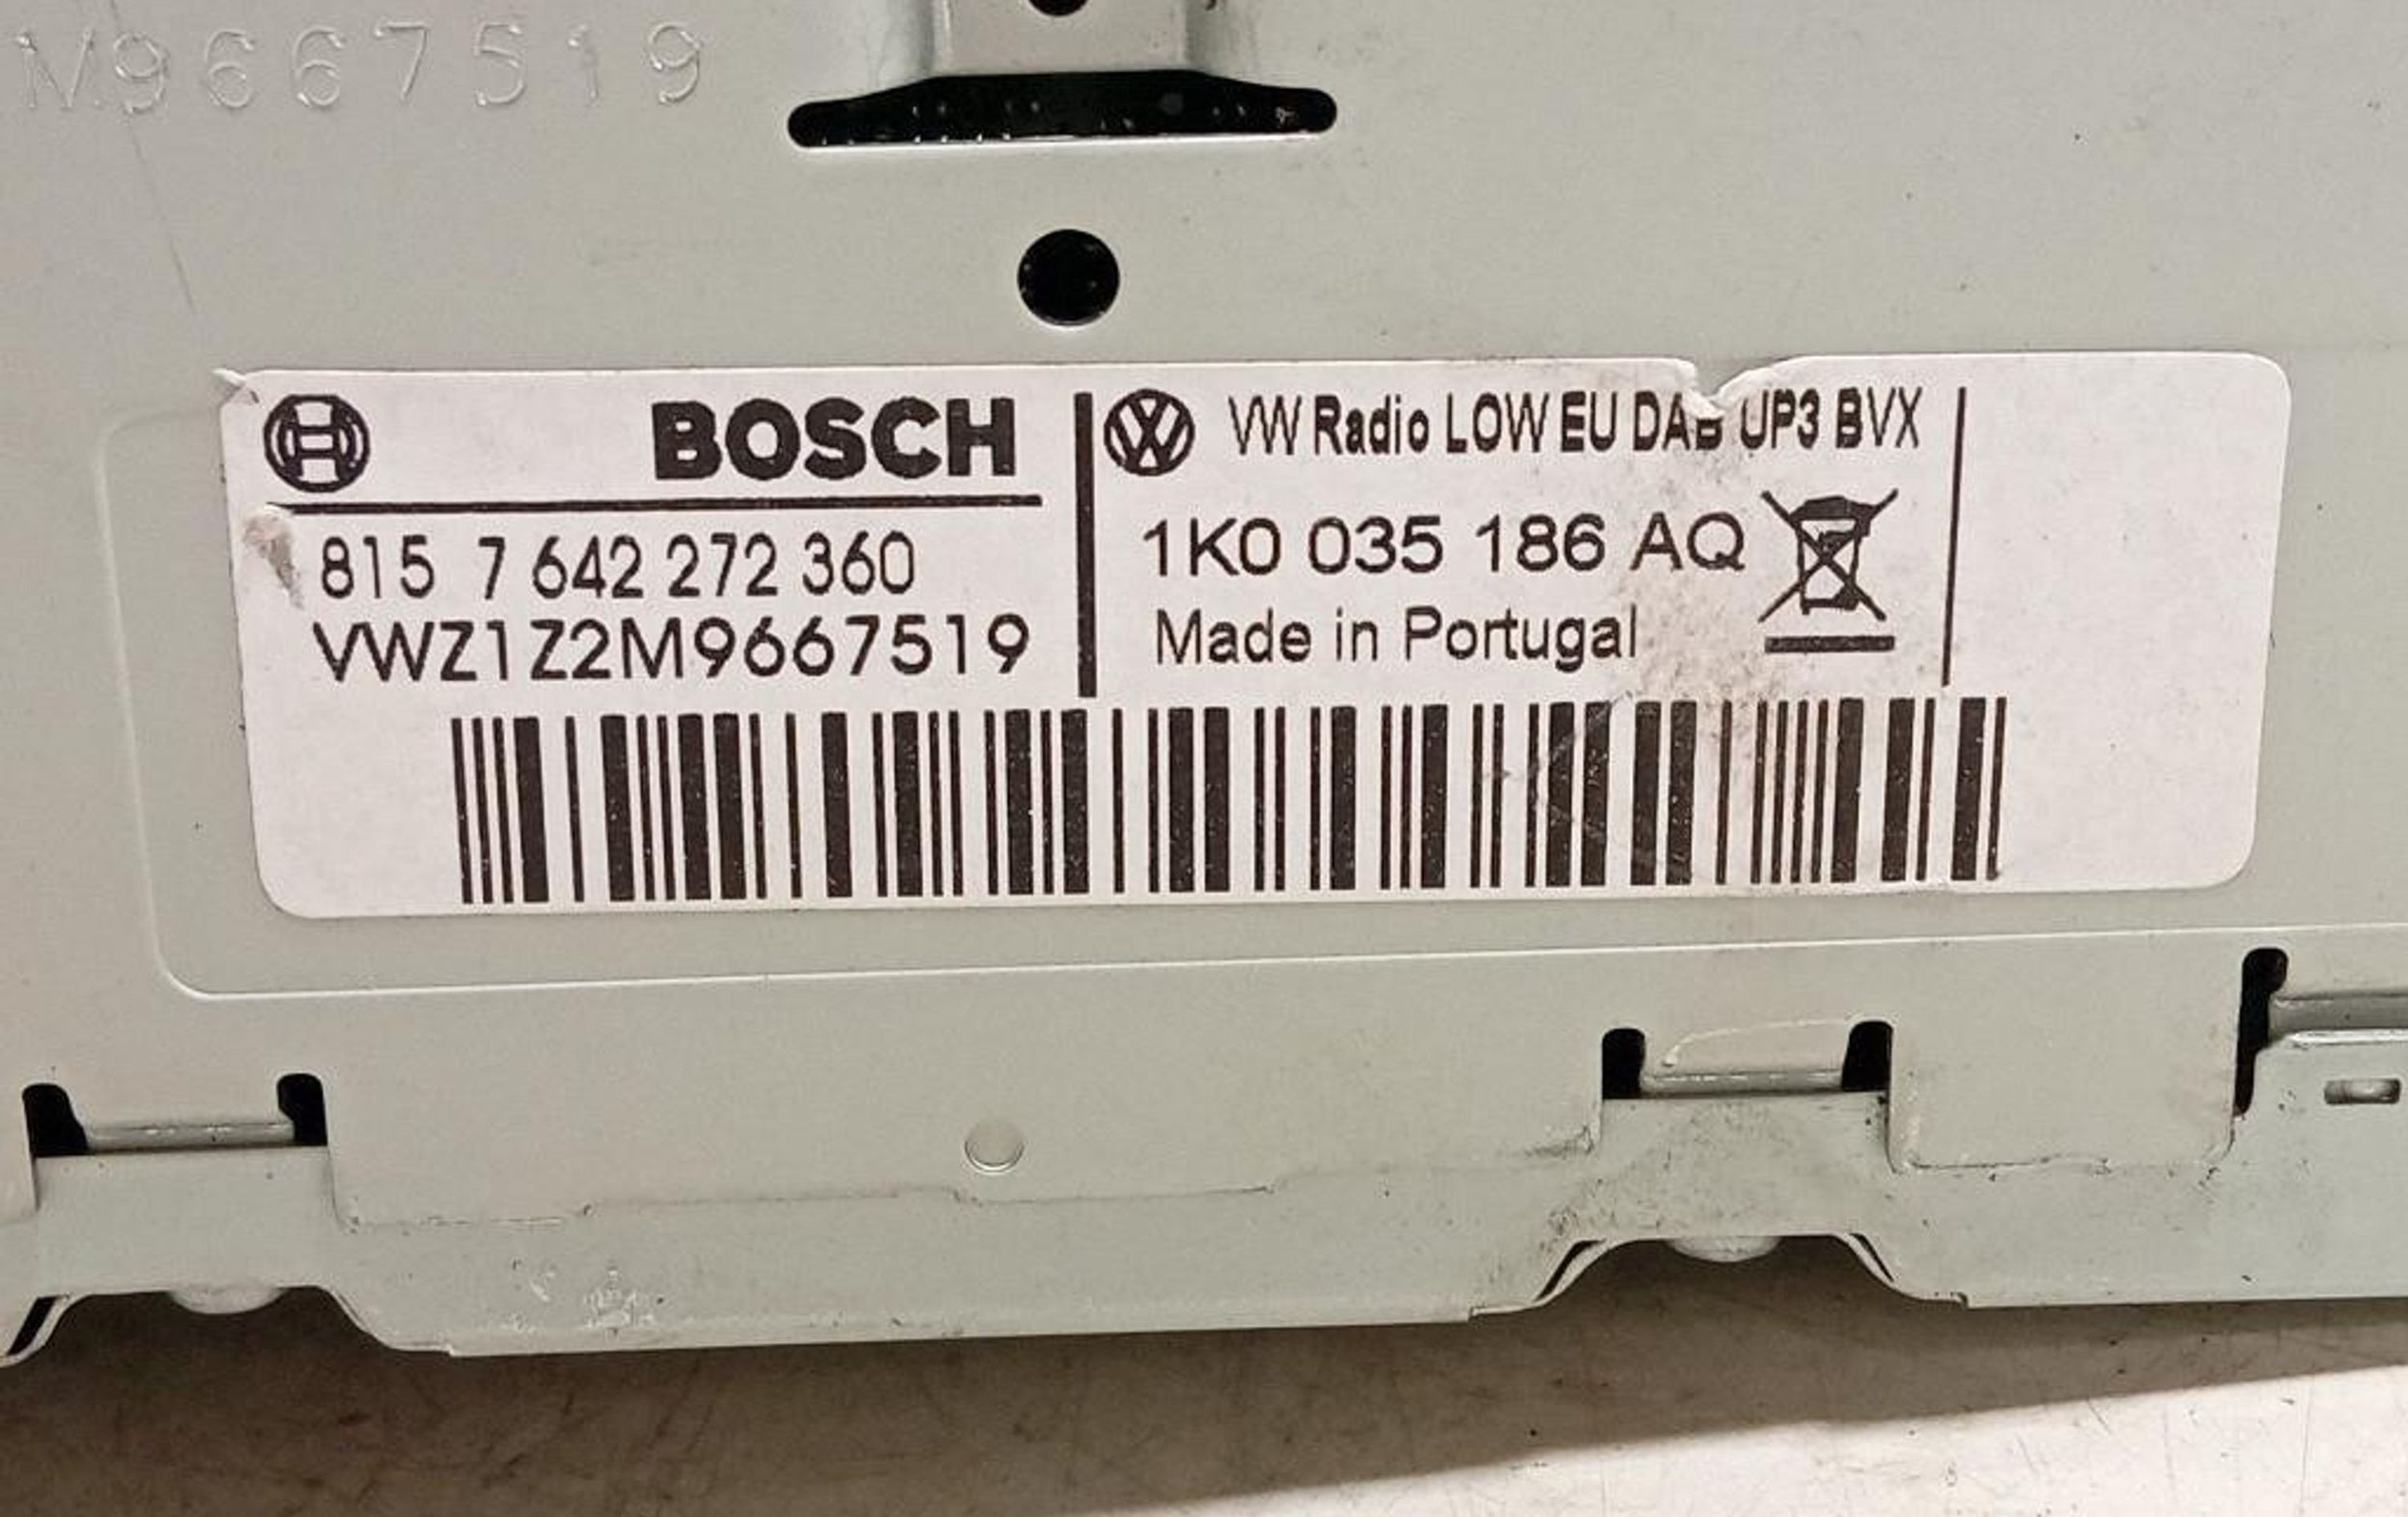 M9667519
BOSCH
815 7 642 272 360
VWZ1Z2M9667519
VW Radio LOW EU DAB UP3 BVX
1K0 035 186 AQ
Made in Portugal